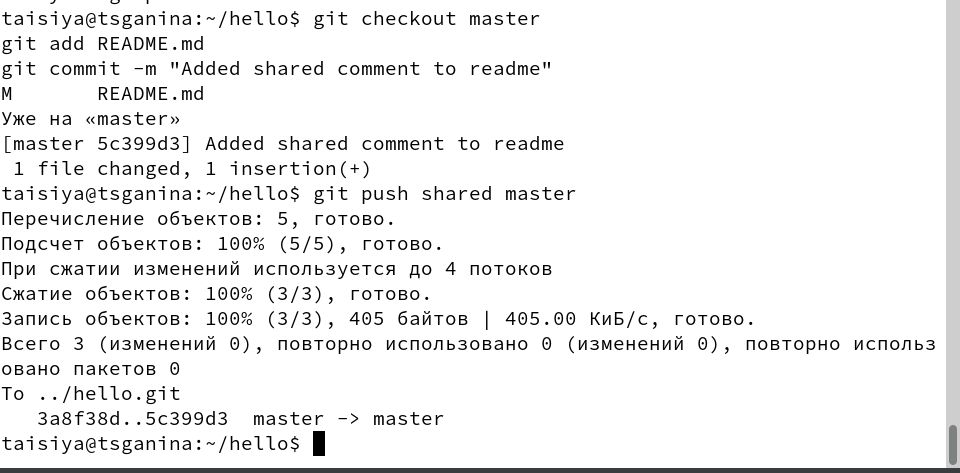 taisiya@tsganina:~/hello$ git checkout master
git add README.md
git commit -m "Added shared comment to readme"
M       README.md
Уже на «master»
[master 5c399d3] Added shared comment to readme
 1 file changed, 1 insertion(+)
taisiya@tsganina:~/hello$ git push shared master
Перечисление объектов: 5, готово.
Подсчет объектов: 100% (5/5), готово.
При сжатии изменений используется до 4 потоков
Сжатие объектов: 100% (3/3), готово.
Запись объектов: 100% (3/3), 405 байтов | 405.00 КиБ/с, готово.
Всего 3 (изменений 0), повторно использовано 0 (изменений 0), повторно использ
овано пакетов 0
To ../hello.git
   3a8f38d..5c399d3  master -> master
taisiya@tsganina:~/hello$